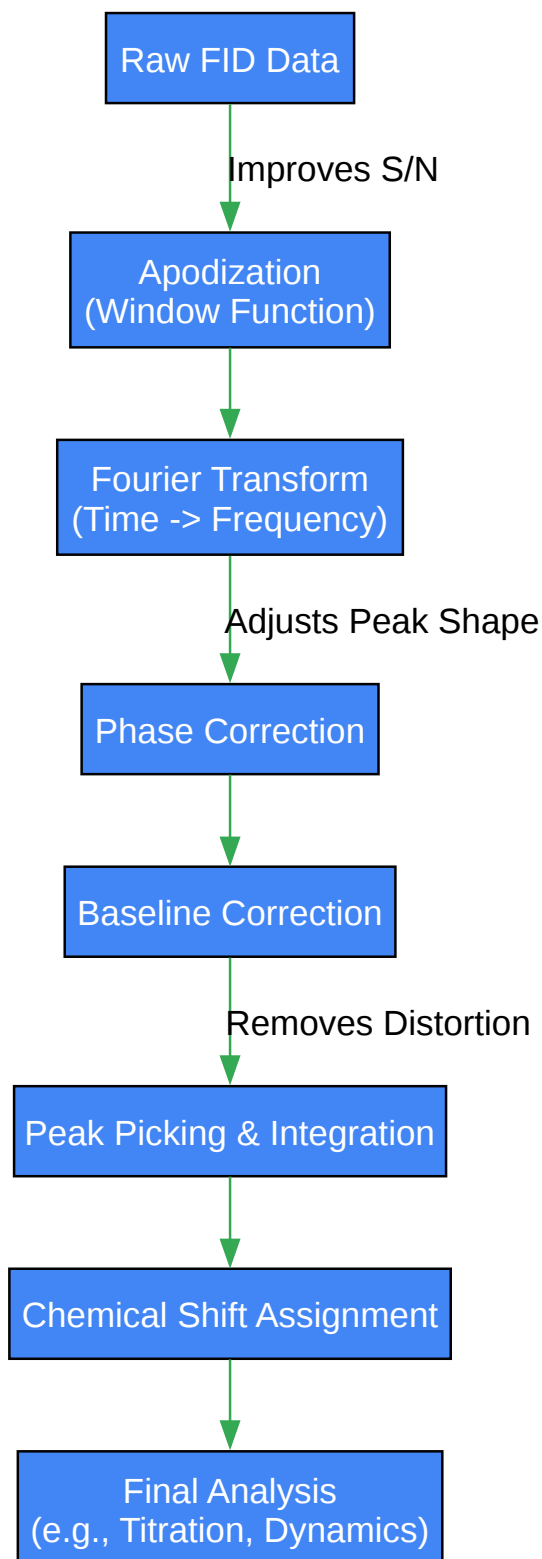 Raw FID Data
Improves S/N
Apodization
(Window Function)
Fourier Transform
(Time -> Frequency)
Adjusts Peak Shape
Phase Correction
Baseline Correction
Removes Distortion
Peak Picking & Integration
Chemical Shift Assignment
Final Analysis
(e.g., Titration, Dynamics)